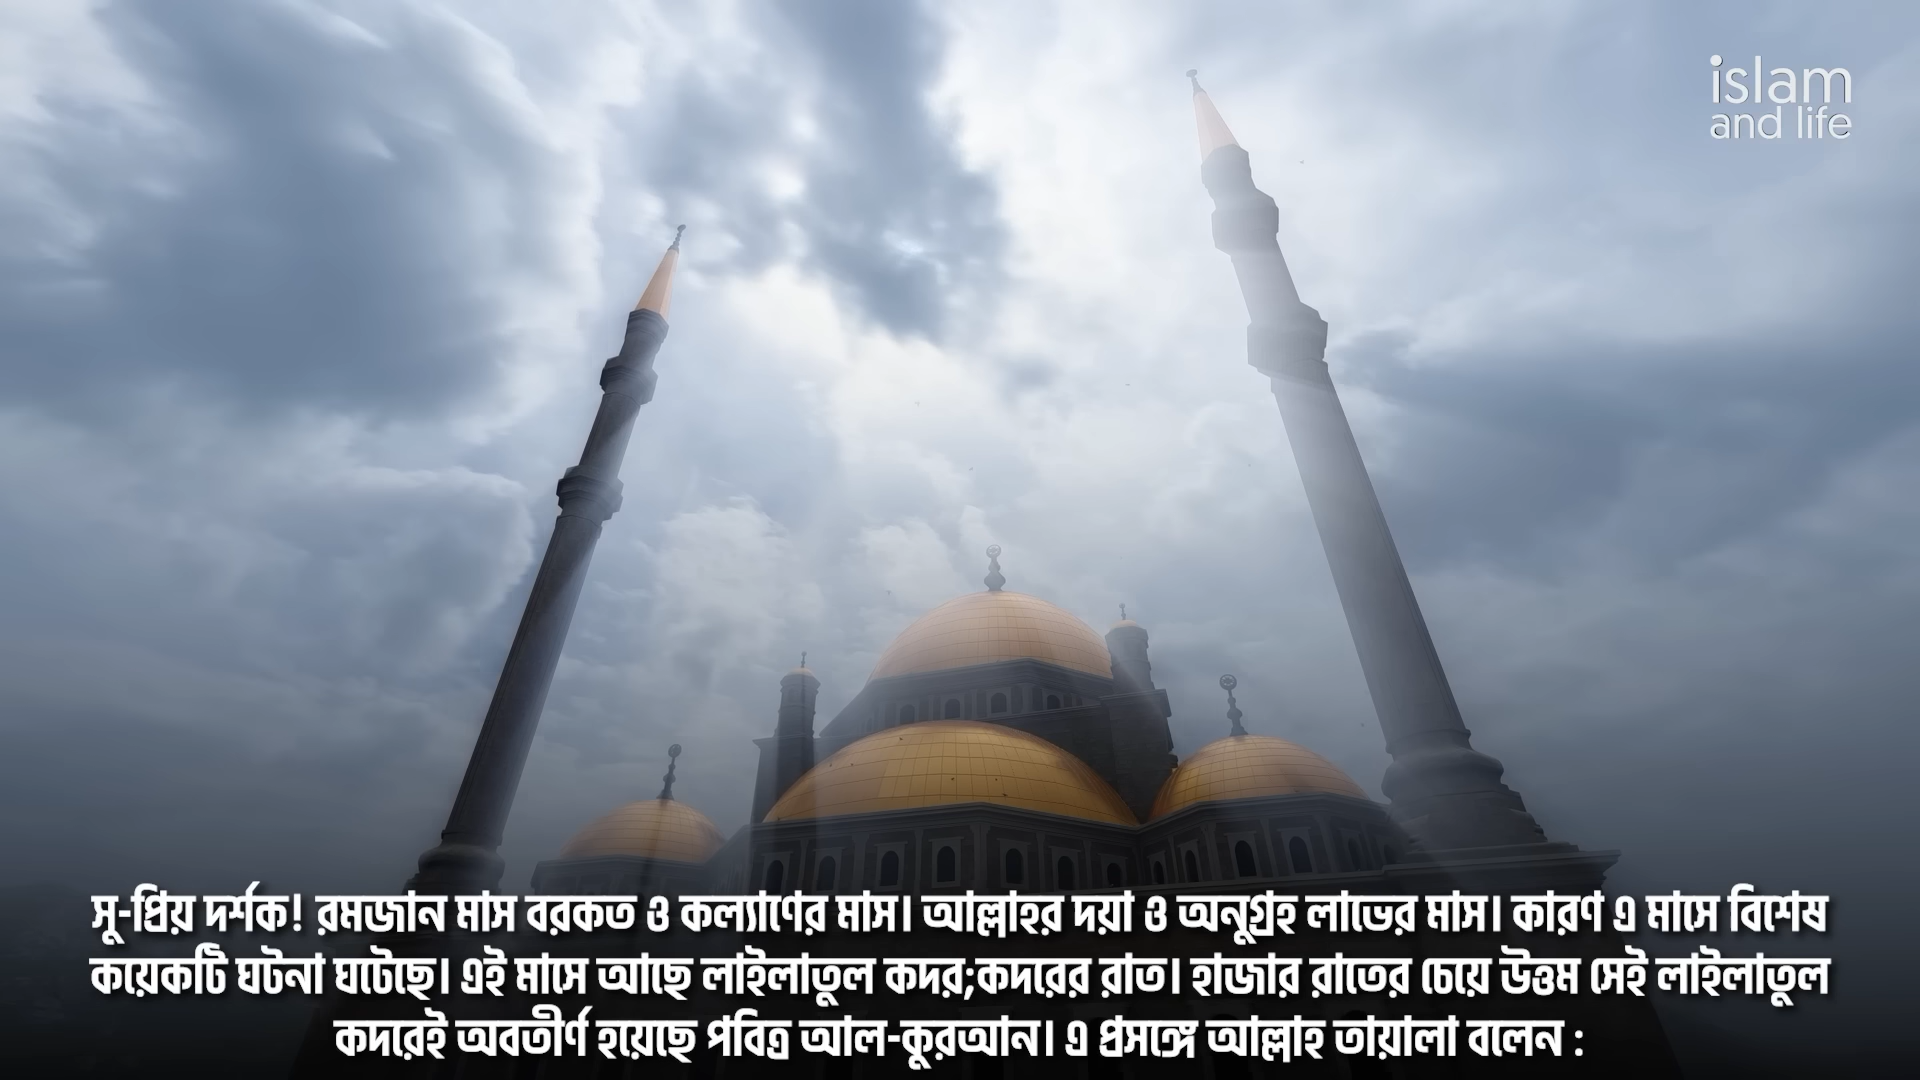 islam
and life
সু-প্রিয় দর্শক! রমজান মাস বরকত ও কল্যাণের মাস। আল্লাহর দয়া ও অনুগ্রহ লাভের মাস। কারণ এ মাসে বিশেষ
কয়েকটি ঘটনা ঘটেছে। এই মাসে আছে লাইলাতুল কদর;কদরের রাত। হাজার রাতের চেয়ে উত্তম সেই লাইলাতুল
কদরেই অবতীর্ণ হয়েছে পবিত্র আল-কুরআন। এ প্রসঙ্গে আল্লাহ তায়ালা বলেন :